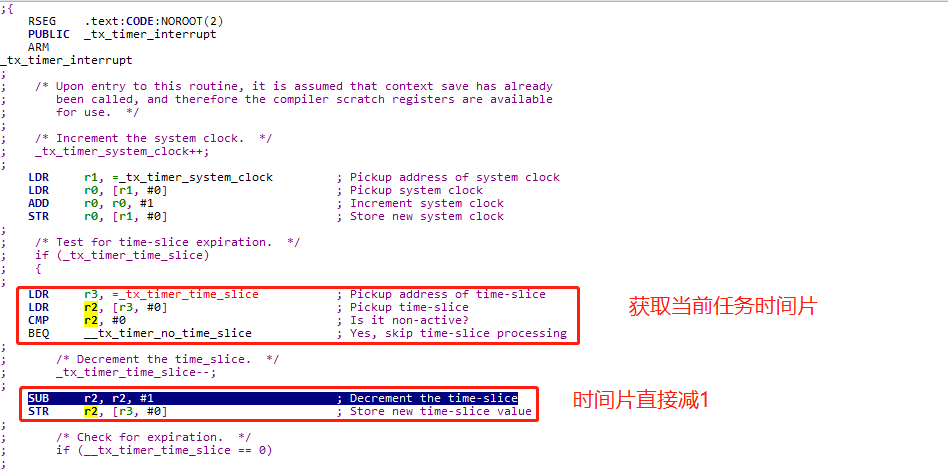 ;{
RSEG .text:CODE:NOROOT(2)
PUBLIC _tx_timer_interrupt
ARM
_tx_timer_interrupt
;
; /* Upon entry to this routine, it is assumed that context save has already
; been called, and therefore the compiler scratch registers are available
; for use. */
;
; /* Increment the system clock. */
; _tx_timer_system_clock++;
;
LDR r1, =_tx_timer_system_clock ; Pickup address of system clock
LDR r0, [r1, #0] ; Pickup system clock
ADD r0, r0, #1 ; Increment system clock
STR r0, [r1, #0] ; Store new system clock
;
; /* Test for time-slice expiration. */
; if (_tx_timer_time_slice)
; {
;
LDR r3, =_tx_timer_time_slice ; Pickup address of time-slice
LDR r2, [r3, #0] ; Pickup time-slice
CMP r2, #0 ; Is it non-active?
BEQ __tx_timer_no_time_slice ; Yes, skip time-slice processing
获取当前任务时间片
;
; /* Decrement the time_slice. */
; _tx_timer_time_slice--;
;
SUB r2, r2, #1 ; Decrement the time-slice
STR r2, [r3, #0] ; Store new time-slice value
时间片直接减1
;
; /* Check for expiration. */
; if (__tx_timer_time_slice == 0)
;